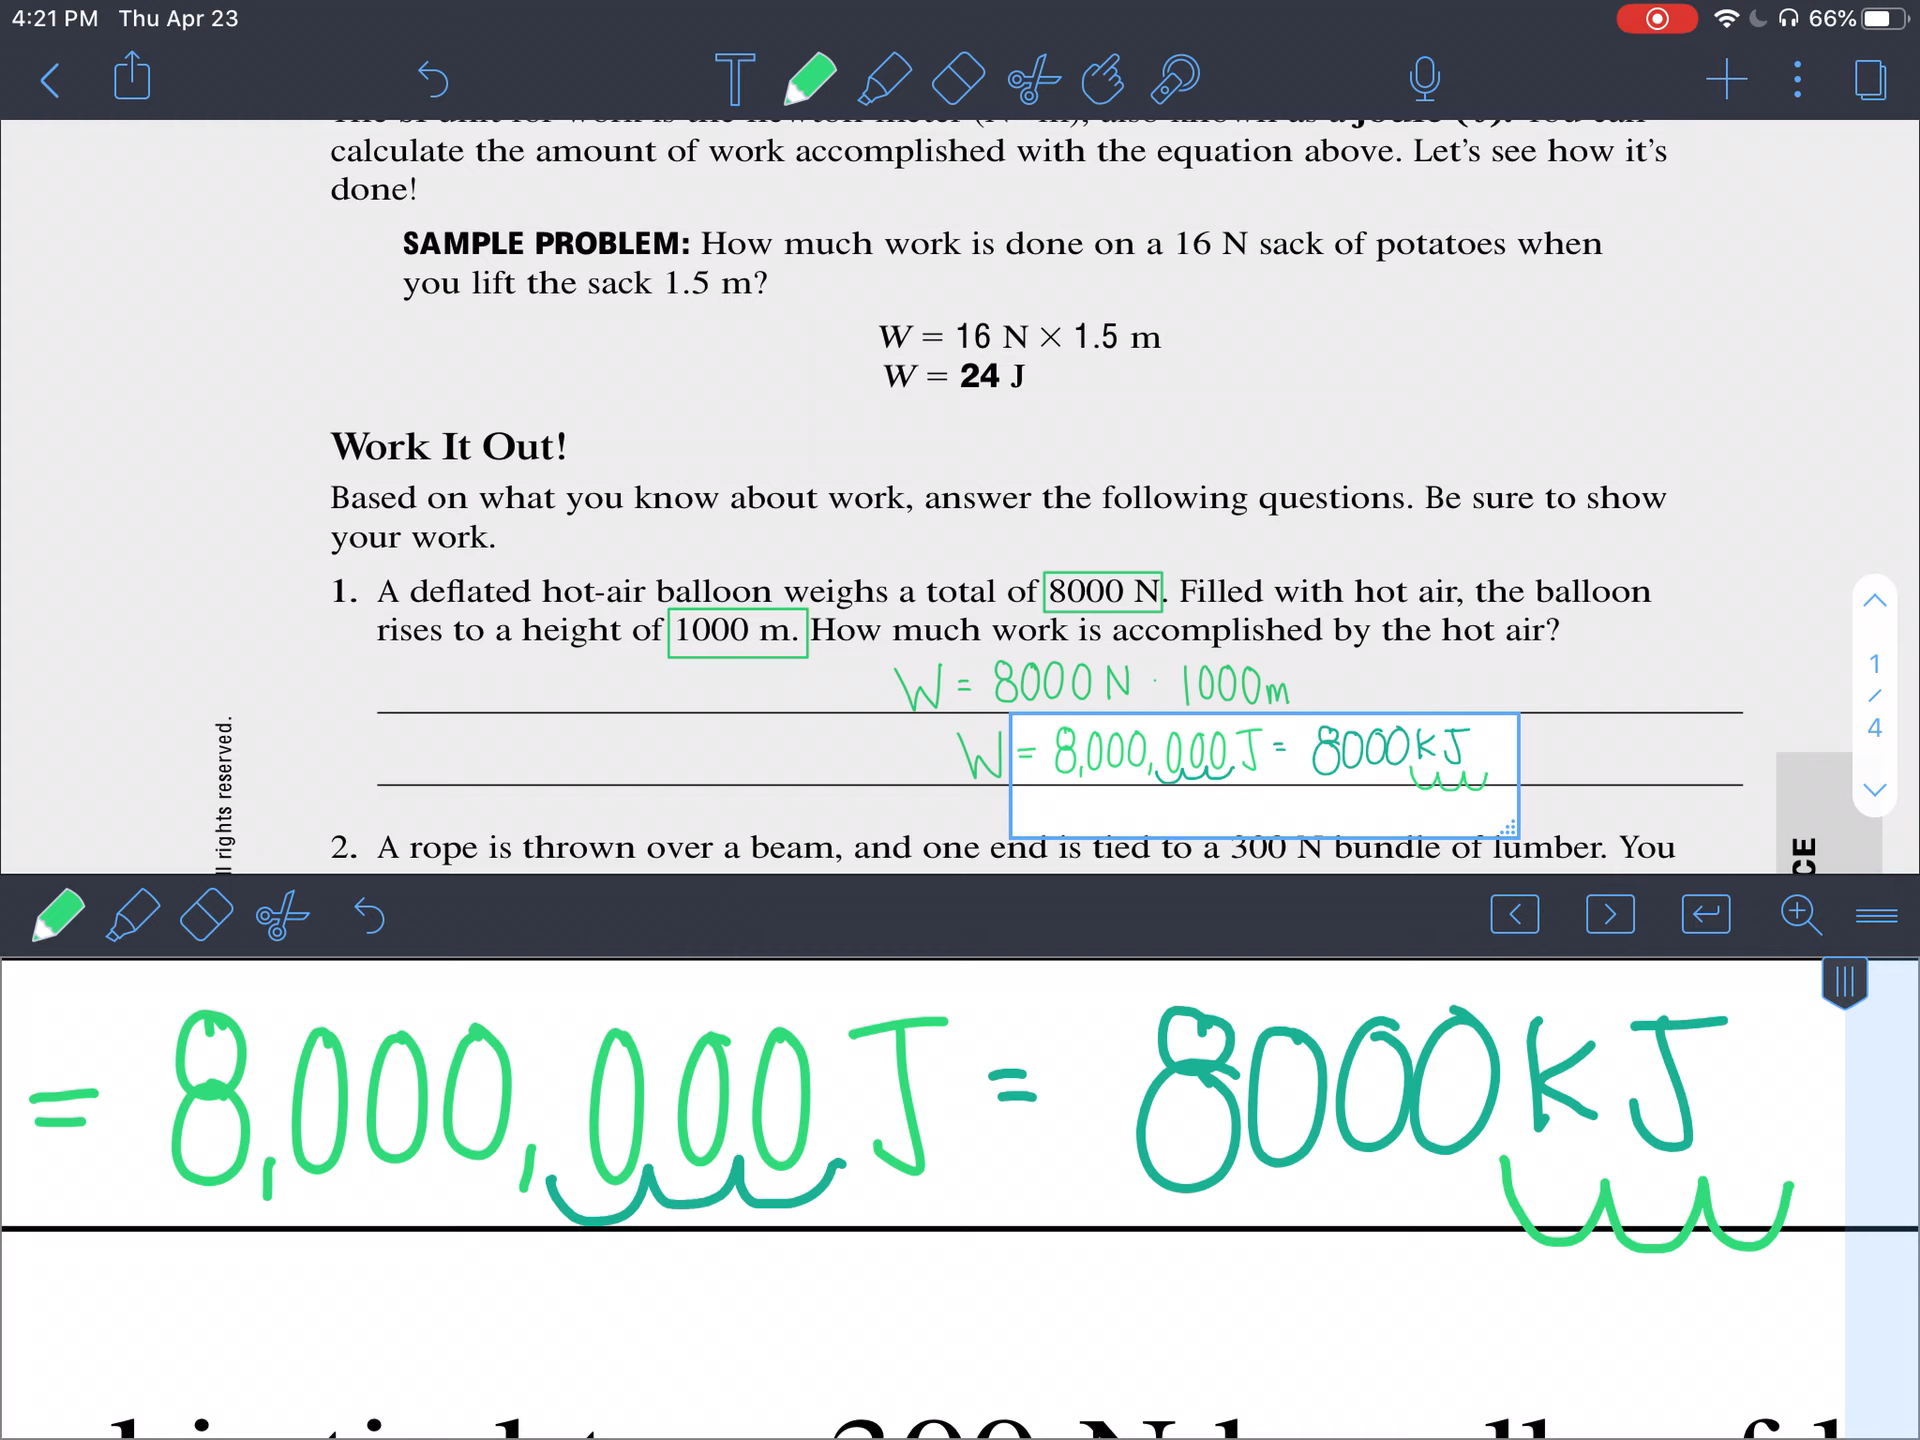 4:21 PM Thu Apr 23
66%
calculate the amount of work accomplished with the equation above. Let's see how it's
done!
SAMPLE PROBLEM: How much work is done on a 16 N sack of potatoes when
you lift the sack 1.5 m?
W = 16 N × 1.5 m
W = 24 J
Work It Out!
Based on what you know about work, answer the following questions. Be sure to show
your work.
1. A deflated hot-air balloon weighs a total of 8000 N. Filled with hot air, the balloon
rises to a height of 1000 m. How much work is accomplished by the hot air?
W = 8000 N · 1000m
W = 8,000,000 J = 8000 kJ
2. A rope is thrown over a beam, and one end is tied to a 300 N bundle of lumber. You
ll rights reserved.
1
/
4
CE
= 8,000,000 J = 8000 kJ